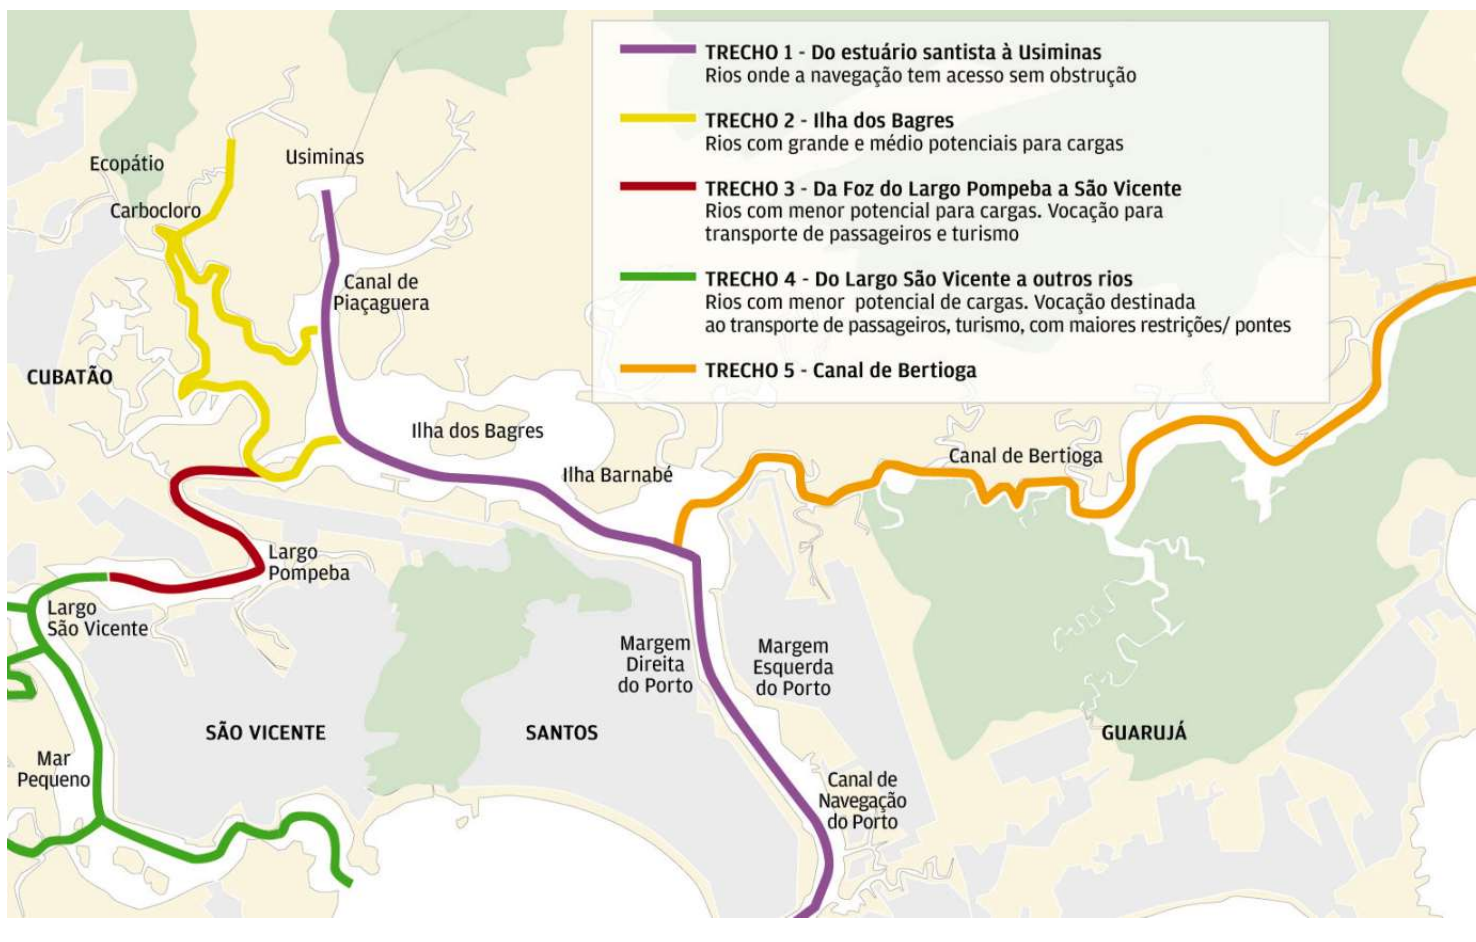 TRECHO 1 - Do estuário santista à Usiminas
Rios onde a navegação tem acesso sem obstrução
TRECHO 2 - Ilha dos Bagres
Rios com grande e médio potenciais para cargas
TRECHO 3 - Da Foz do Largo Pompeba a São Vicente
Rios com menor potencial para cargas. Vocação para
transporte de passageiros e turismo
TRECHO 4 - Do Largo São Vicente a outros rios
Rios com menor potencial de cargas. Vocação destinada
ao transporte de passageiros, turismo, com maiores restrições/ pontes
TRECHO 5 - Canal de Bertioga
Ecopátio
Usiminas
Carbocloro
Canal de
Piaçaguera
CUBATÃO
Ilha dos Bagres
Ilha Barnabé
Canal de Bertioga
Largo
Pompeba
Largo
São Vicente
Margem
Direita
do Porto
Margem
Esquerda
do Porto
SÃO VICENTE
SANTOS
GUARUJÁ
Mar
Pequeno
Canal de
Navegação
do Porto